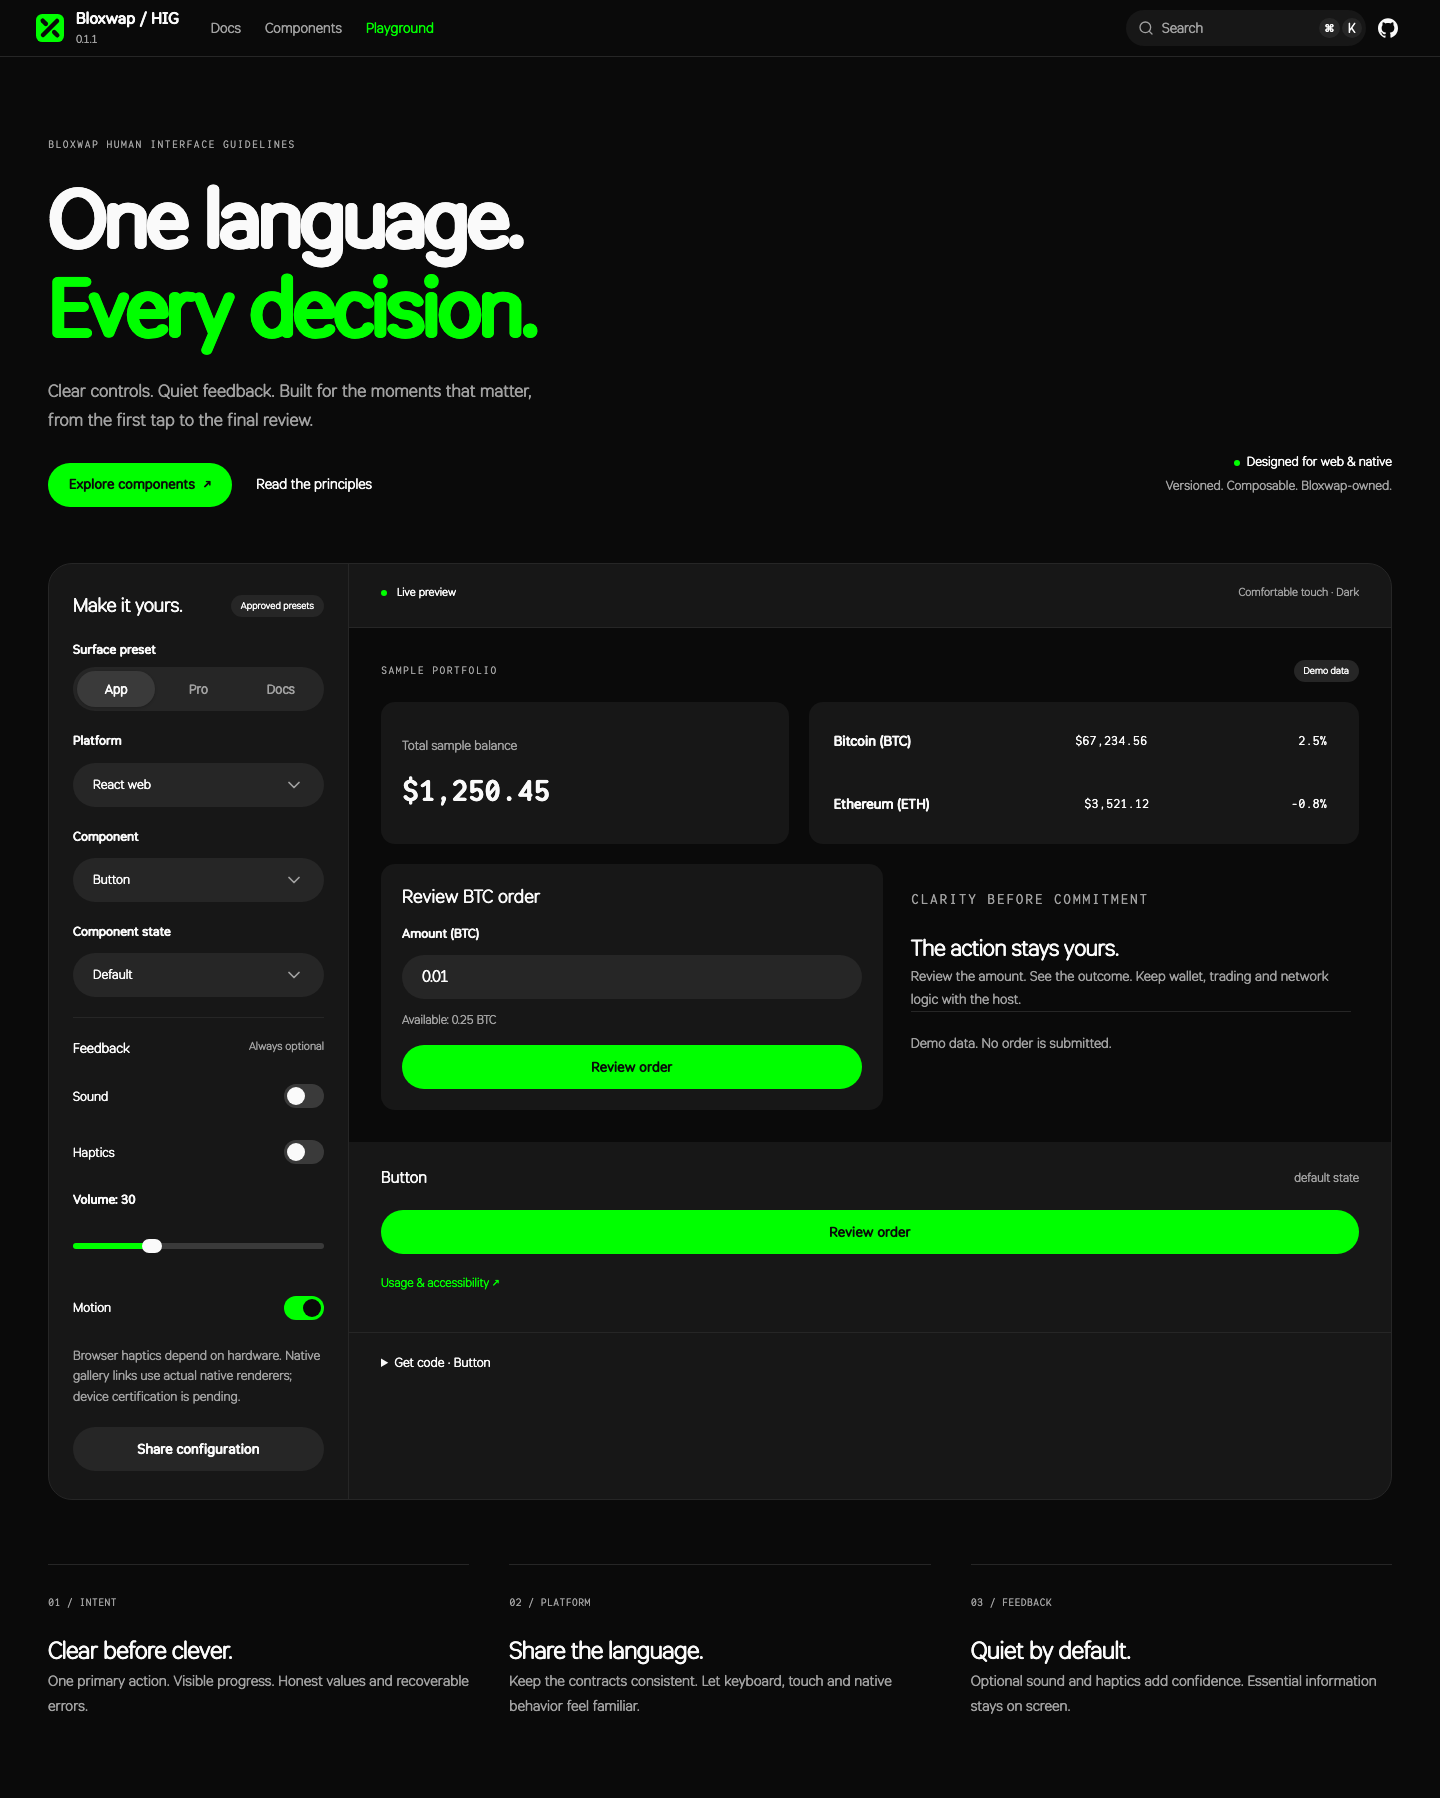 Bloxwap / HIG
0.1.1
Docs
Components
Playground
Search
⌘ K
BLOXWAP HUMAN INTERFACE GUIDELINES
One language.
Every decision.
Clear controls. Quiet feedback. Built for the moments that matter,
from the first tap to the final review.
Explore components ↗
Read the principles
Designed for web & native
Versioned. Composable. Bloxwap-owned.
Make it yours.
Approved presets
Surface preset
App
Pro
Docs
Platform
React web
Component
Button
Component state
Default
Feedback
Always optional
Sound
Haptics
Volume: 30
Motion
Browser haptics depend on hardware. Native
gallery links use actual native renderers;
device certification is pending.
Share configuration
Live preview
Comfortable touch · Dark
SAMPLE PORTFOLIO
Demo data
Total sample balance
$1,250.45
Bitcoin (BTC) $67,234.56 2.5%
Ethereum (ETH) $3,521.12 -0.8%
Review BTC order
Amount (BTC)
0.01
Available: 0.25 BTC
Review order
CLARITY BEFORE COMMITMENT
The action stays yours.
Review the amount. See the outcome. Keep wallet, trading and network
logic with the host.
Demo data. No order is submitted.
Button
default state
Review order
Usage & accessibility ↗
Get code · Button
01 / INTENT
Clear before clever.
One primary action. Visible progress. Honest values and recoverable
errors.
02 / PLATFORM
Share the language.
Keep the contracts consistent. Let keyboard, touch and native
behavior feel familiar.
03 / FEEDBACK
Quiet by default.
Optional sound and haptics add confidence. Essential information
stays on screen.